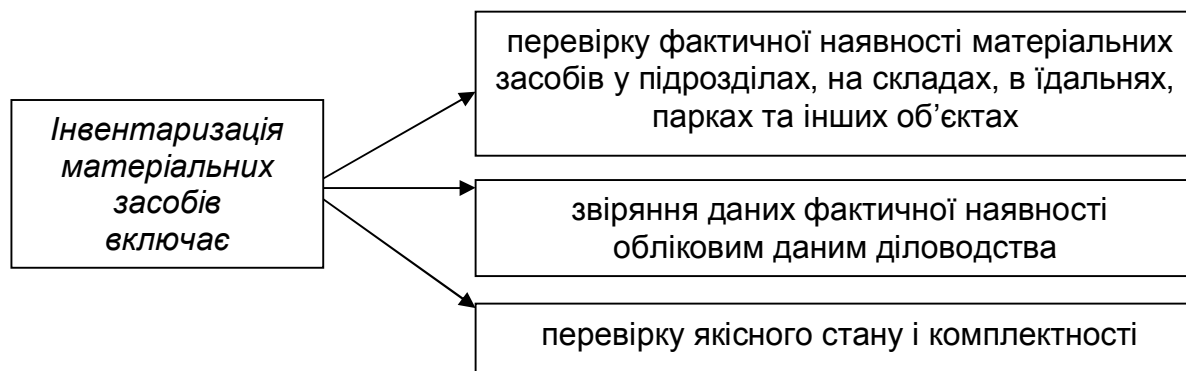 Інвентаризація
матеріальних
засобів
включає
перевірку фактичної наявності матеріальних
засобів у підрозділах, на складах, в їдальнях,
парках та інших об’єктах
звіряння даних фактичної наявності
обліковим даним діловодства
перевірку якісного стану і комплектності